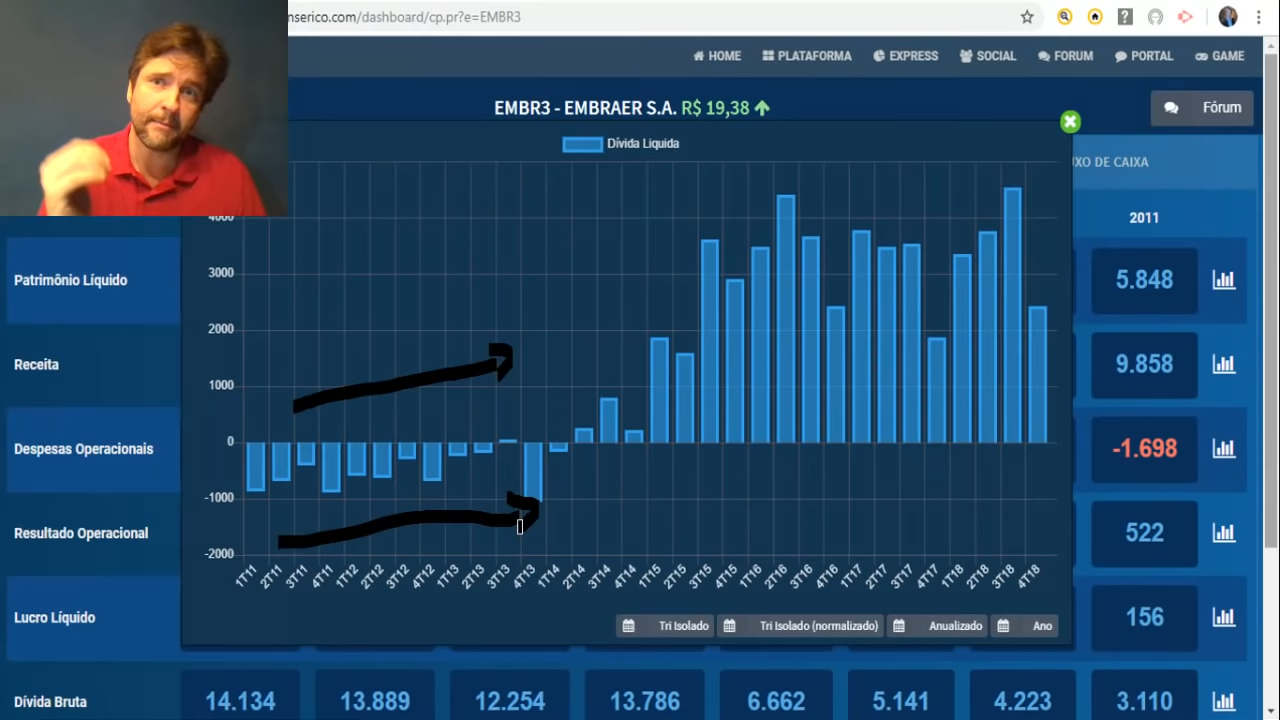 nserico.com/dashboard/cp.pr?e=EMBR3
HOME PLATAFORMA EXPRESS SOCIAL FORUM PORTAL GAME
EMBR3 - EMBRAER S.A. R$ 19,38
Fórum
Dívida Liquida
UXO DE CAIXA
2011
4000
3000
2000
1000
0
-1000
-2000
1T11 2T11 3T11 4T11 1T12 2T12 3T12 4T12 1T13 2T13 3T13 4T13 1T14 2T14 3T14 4T14 1T15 2T15 3T15 4T15 1T16 2T16 3T16 4T16 1T17 2T17 3T17 4T17 1T18 2T18 3T18 4T18
Patrimônio Líquido 5.848
Receita 9.858
Despesas Operacionais -1.698
Resultado Operacional 522
Lucro Líquido 156
Tri Isolado Tri Isolado (normalizado) Anualizado Ano
Dívida Bruta 14.134 13.889 12.254 13.786 6.662 5.141 4.223 3.110